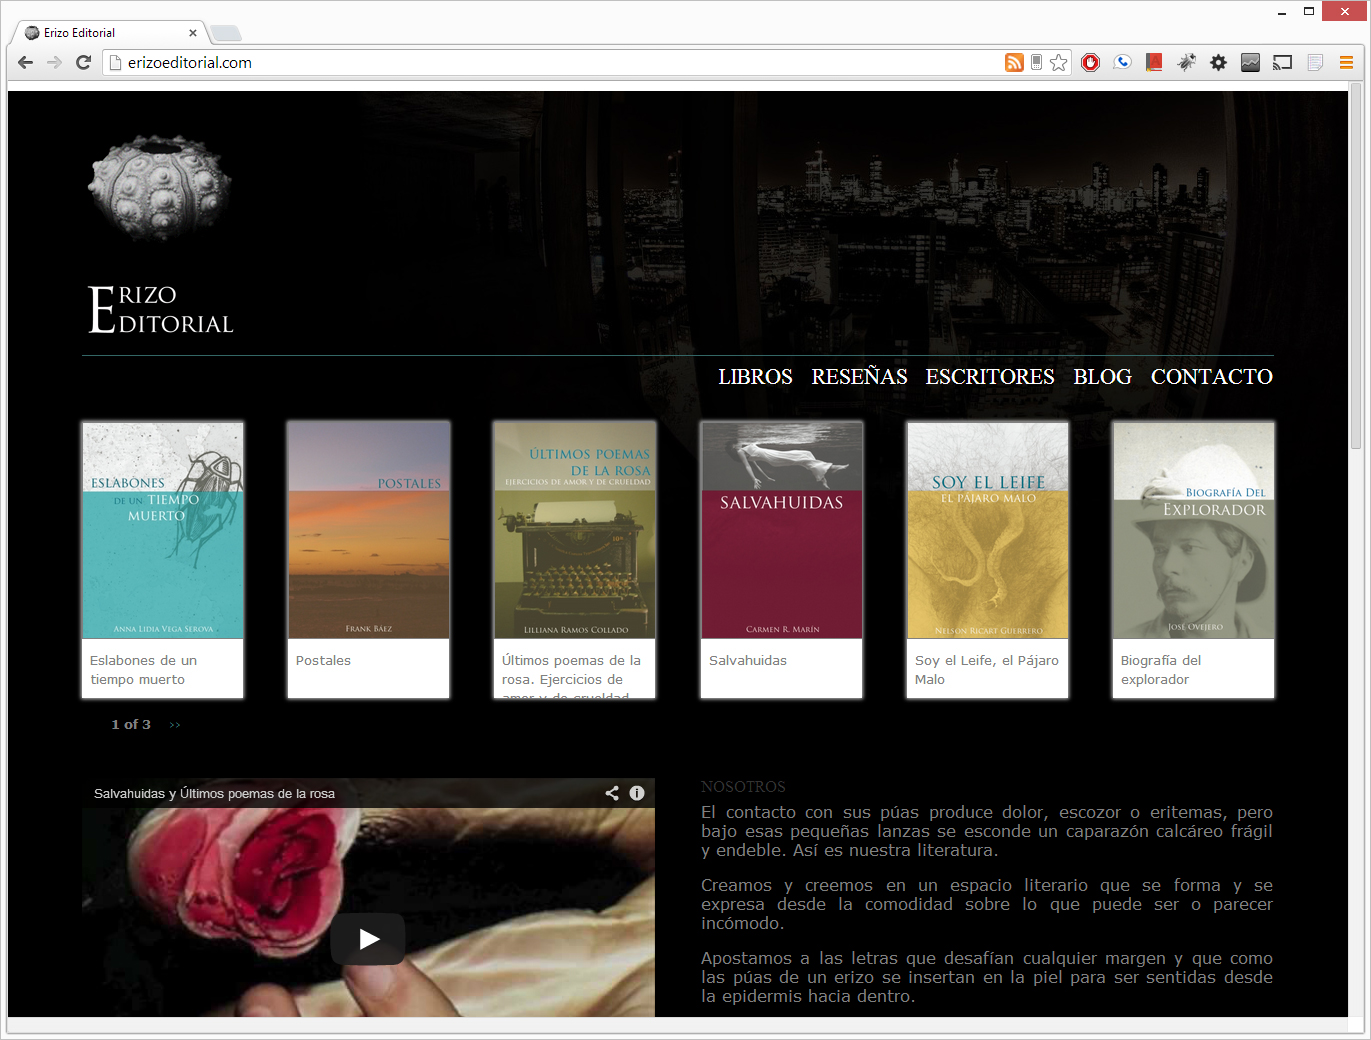 Erizo Editorial
erizoeditorial.com
ERIZO
EDITORIAL
LIBROS RESEÑAS ESCRITORES BLOG CONTACTO
ESLABONES
DE UN TIEMPO
MUERTO
ANNA LIDIA VEGA SEROVA
Eslabones de un
tiempo muerto
POSTALES
FRANK BÁEZ
Postales
ÚLTIMOS POEMAS
DE LA ROSA
EJERCICIOS DE AMOR Y DE CRUELDAD
LILLIANA RAMOS COLLADO
Últimos poemas de la
rosa. Ejercicios de
amor y de crueldad
SALVAHUIDAS
CARMEN R. MARÍN
Salvahuidas
SOY EL LEIFE
EL PÁJARO MALO
NELSON RICART GUERRERO
Soy el Leife, el Pájaro
Malo
BIOGRAFÍA DEL
EXPLORADOR
JOSÉ OVEJERO
Biografía del
explorador
1 of 3 >>
Salvahuidas y Últimos poemas de la rosa
NOSOTROS
El contacto con sus púas produce dolor, escozor o eritemas, pero
bajo esas pequeñas lanzas se esconde un caparazón calcáreo frágil
y endeble. Así es nuestra literatura.
Creamos y creemos en un espacio literario que se forma y se
expresa desde la comodidad sobre lo que puede ser o parecer
incómodo.
Apostamos a las letras que desafían cualquier margen y que como
las púas de un erizo se insertan en la piel para ser sentidas desde
la epidermis hacia dentro.